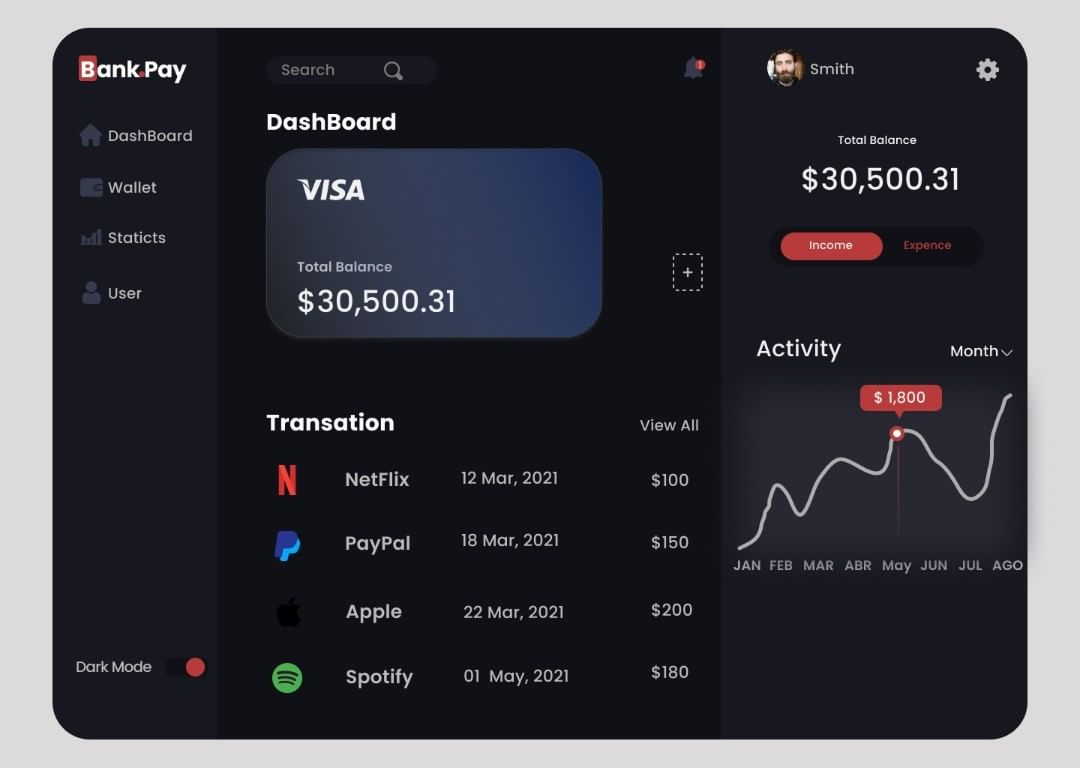 Bank.Pay
DashBoard
Wallet
Staticts
User
Dark Mode
Search
1
DashBoard
VISA
Total Balance
$30,500.31
+
Transation
View All
NetFlix 12 Mar, 2021 $100
PayPal 18 Mar, 2021 $150
Apple 22 Mar, 2021 $200
Spotify 01 May, 2021 $180
Smith
Total Balance
$30,500.31
Income Expence
Activity Month
$ 1,800
JAN FEB MAR ABR May JUN JUL AGO